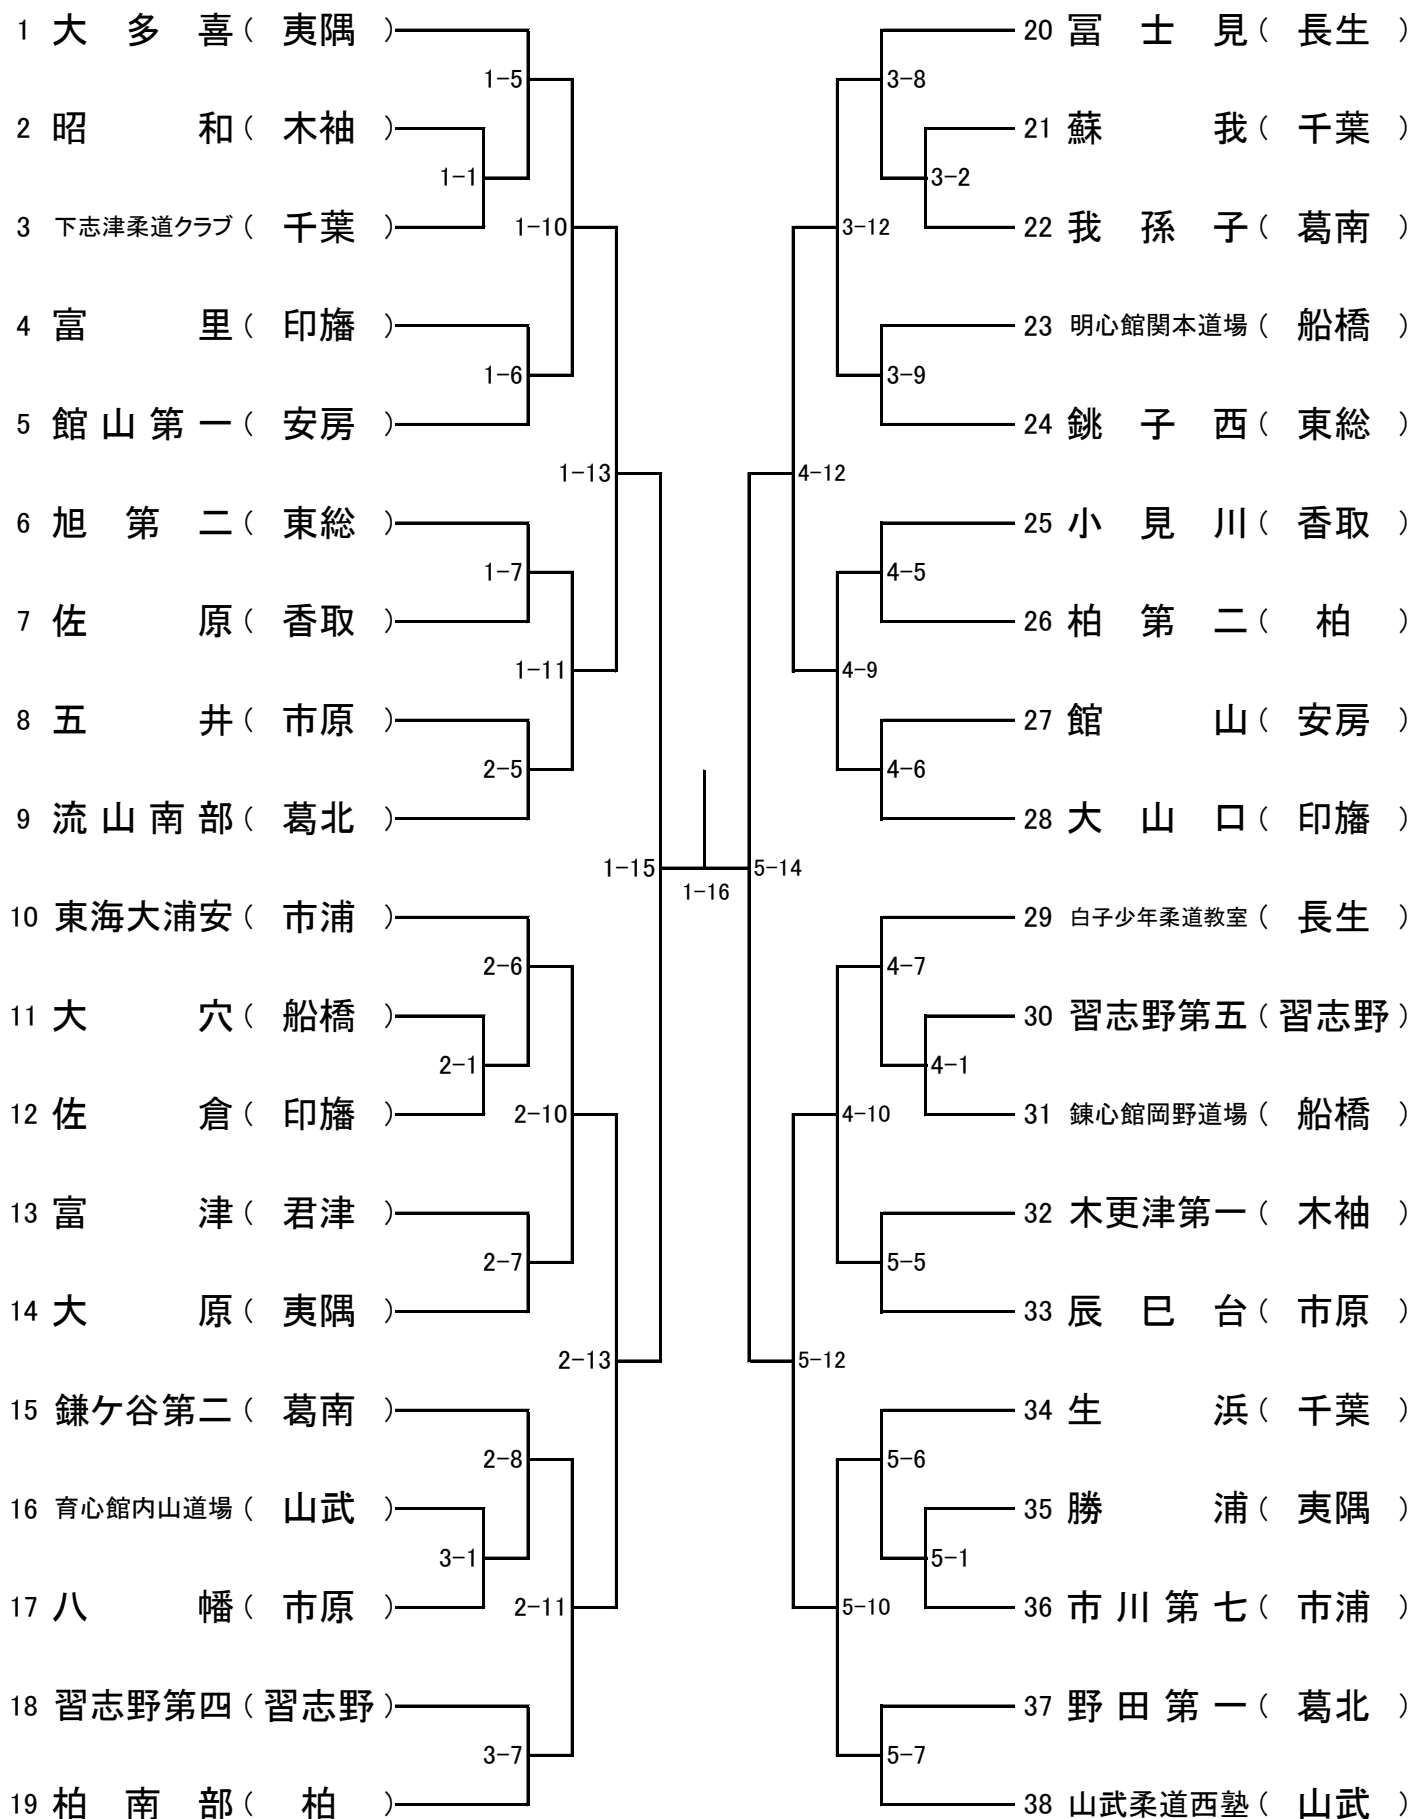 1 大多喜（夷隅）
1-5
2 昭和（木袖）
1-1
3 下志津柔道クラブ（千葉）
1-10
4 富里（印旛）
1-6
5 館山第一（安房）
1-13
6 旭第二（東総）
1-7
7 佐原（香取）
1-11
8 五井（市原）
2-5
9 流山南部（葛北）
1-15
10 東海大浦安（市浦）
2-6
11 大穴（船橋）
2-1
12 佐倉（印旛）
2-10
13 富津（君津）
2-7
14 大原（夷隅）
2-13
15 鎌ケ谷第二（葛南）
2-8
16 育心館内山道場（山武）
3-1
17 八幡（市原）
2-11
18 習志野第四（習志野）
3-7
19 柏南部（柏）
1-16
20 冨士見（長生）
3-8
21 蘇我（千葉）
3-2
22 我孫子（葛南）
3-12
23 明心館関本道場（船橋）
3-9
24 銚子西（東総）
4-12
25 小見川（香取）
4-5
26 柏第二（柏）
4-9
27 館山（安房）
4-6
28 大山口（印旛）
5-14
29 白子少年柔道教室（長生）
4-7
30 習志野第五（習志野）
4-1
31 錬心館岡野道場（船橋）
4-10
32 木更津第一（木袖）
5-5
33 辰巳台（市原）
5-12
34 生浜（千葉）
5-6
35 勝浦（夷隅）
5-1
36 市川第七（市浦）
5-10
37 野田第一（葛北）
5-7
38 山武柔道西塾（山武）